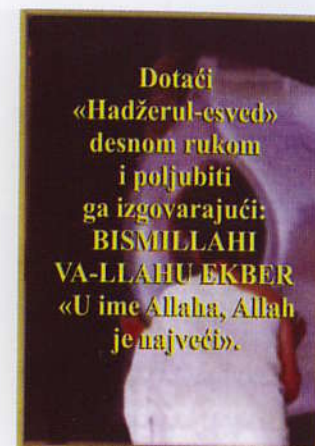 Dotaći
«Hadžerul-esved»
desnom rukom
i poljubiti
ga izgovarajući:
BISMILLAHI
VA-LLAHU EKBER
«U ime Allaha, Allah
je najveći».